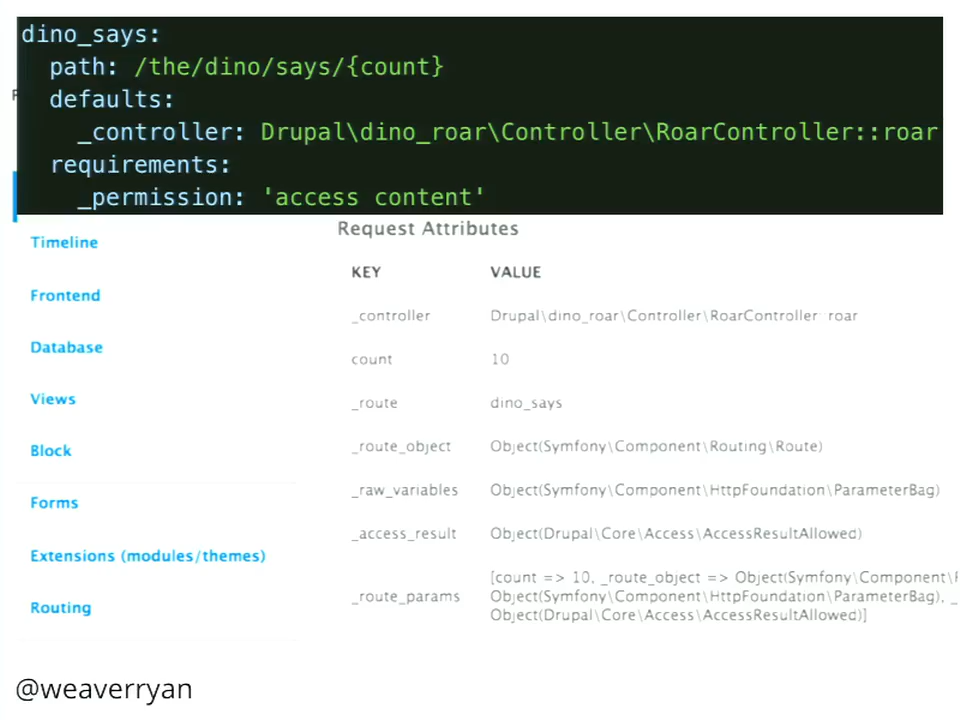 dino_says:
path: /the/dino/says/{count}
defaults:
_controller: Drupal\dino_roar\Controller\RoarController::roar
requirements:
_permission: 'access content'
Timeline
Frontend
Database
Views
Block
Forms
Extensions (modules/themes)
Routing
Request Attributes
KEY VALUE
_controller Drupal\dino_roar\Controller\RoarController::roar
count 10
_route dino_says
_route_object Object(Symfony\Component\Routing\Route)
_raw_variables Object(Symfony\Component\HttpFoundation\ParameterBag)
_access_result Object(Drupal\Core\Access\AccessResultAllowed)
_route_params [count => 10, _route_object => Object(Symfony\Component\
Object(Symfony\Component\HttpFoundation\ParameterBag), _
Object(Drupal\Core\Access\AccessResultAllowed)]
@weaverryan